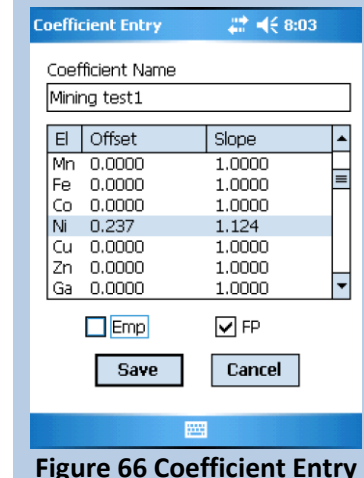 Coefficient Entry 8:03
Coefficient Name
Mining test1
El Offset Slope
Mn 0.0000 1.0000
Fe 0.0000 1.0000
Co 0.0000 1.0000
Ni 0.237 1.124
Cu 0.0000 1.0000
Zn 0.0000 1.0000
Ga 0.0000 1.0000
Emp FP
Save Cancel
Figure 66 Coefficient Entry